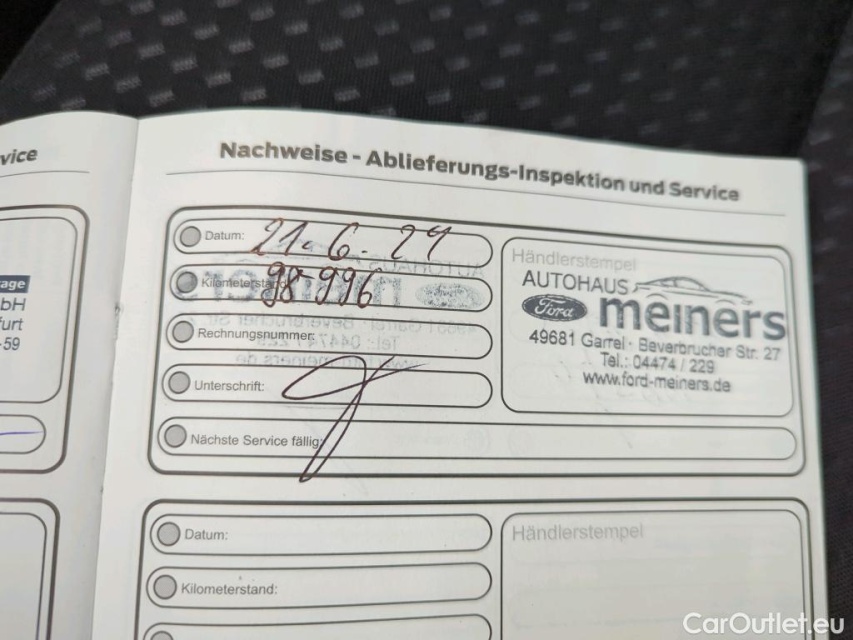 vice
Nachweise - Ablieferungs-Inspektion und Service
age
bH
furt
-59
Datum: 21.6.24
Kilometerstand: 98996
Rechnungsnummer:
Unterschrift:
Nächste Service fällig:
Händlerstempel
AUTOHAUS
Ford meiners
49681 Garrel · Beverbrucher Str. 27
Tel.: 04474 / 229
www.ford-meiners.de
Datum:
Kilometerstand:
Händlerstempel
CarOutlet.eu